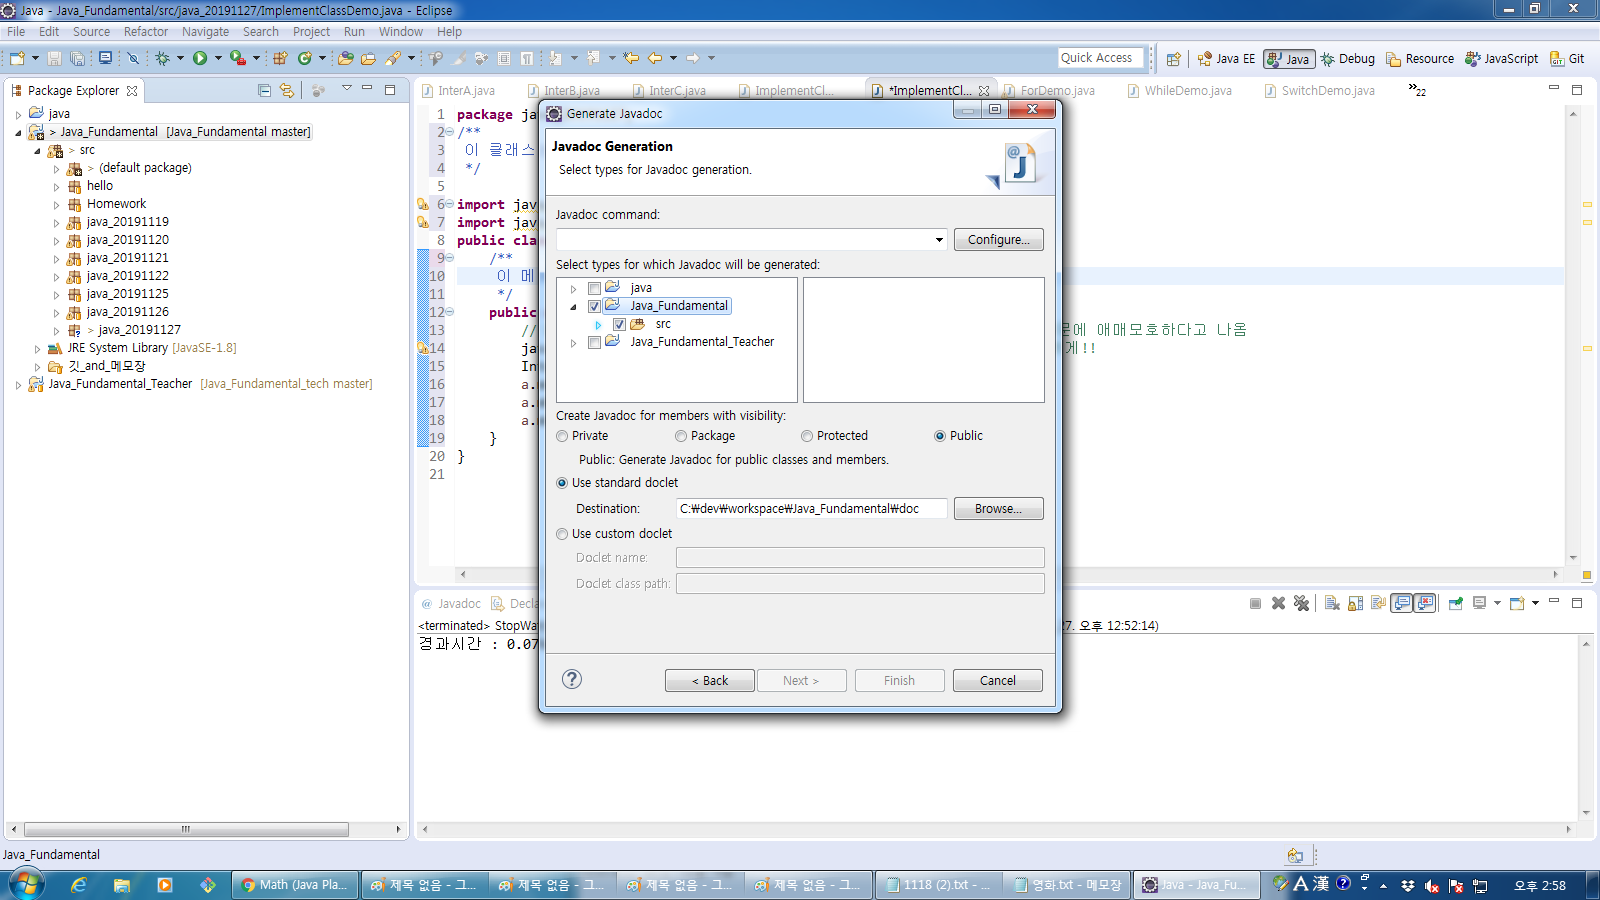 Java - Java_Fundamental/src/java_20191127/ImplementClassDemo.java - Eclipse
File Edit Source Refactor Navigate Search Project Run Window Help
Quick Access Java EE Java Debug Resource JavaScript Git
Package Explorer
InterA.java InterB.java InterC.java ImplementCl... *ImplementCl... ForDemo.java WhileDemo.java SwitchDemo.java »22
java
> Java_Fundamental [Java_Fundamental master]
> src
> (default package)
hello
Homework
java_20191119
java_20191120
java_20191121
java_20191122
java_20191125
java_20191126
> java_20191127
JRE System Library [JavaSE-1.8]
깃_and_메모장
Java_Fundamental_Teacher [Java_Fundamental_tech master]
1 package ja
2 /**
3 이 클래스
4 */
5
6 import jav
7 import jav
8 public cla
9 /**
10 이 메
11 */
12 public
13 // 문에 애매모호하다고 나옴
14 ja 게!!
15 In
16 a.
17 a.
18 a.
19 }
20 }
21
Generate Javadoc
Javadoc Generation
Select types for Javadoc generation.
@ J
Javadoc command:
Configure...
Select types for which Javadoc will be generated:
java
Java_Fundamental
src
Java_Fundamental_Teacher
Create Javadoc for members with visibility:
Private Package Protected Public
Public: Generate Javadoc for public classes and members.
Use standard doclet
Destination: C:₩dev₩workspace₩Java_Fundamental₩doc Browse...
Use custom doclet
Doclet name:
Doclet class path:
< Back Next > Finish Cancel
@ Javadoc Decla
<terminated> StopWa 27. 오후 12:52:14)
경과시간 : 0.07
Java_Fundamental
Math (Java Pla... 제목 없음 - 그... 제목 없음 - 그... 제목 없음 - 그... 제목 없음 - 그... 1118 (2).txt - ... 영화.txt - 메모장 Java - Java_Fu... A 漢 오후 2:58